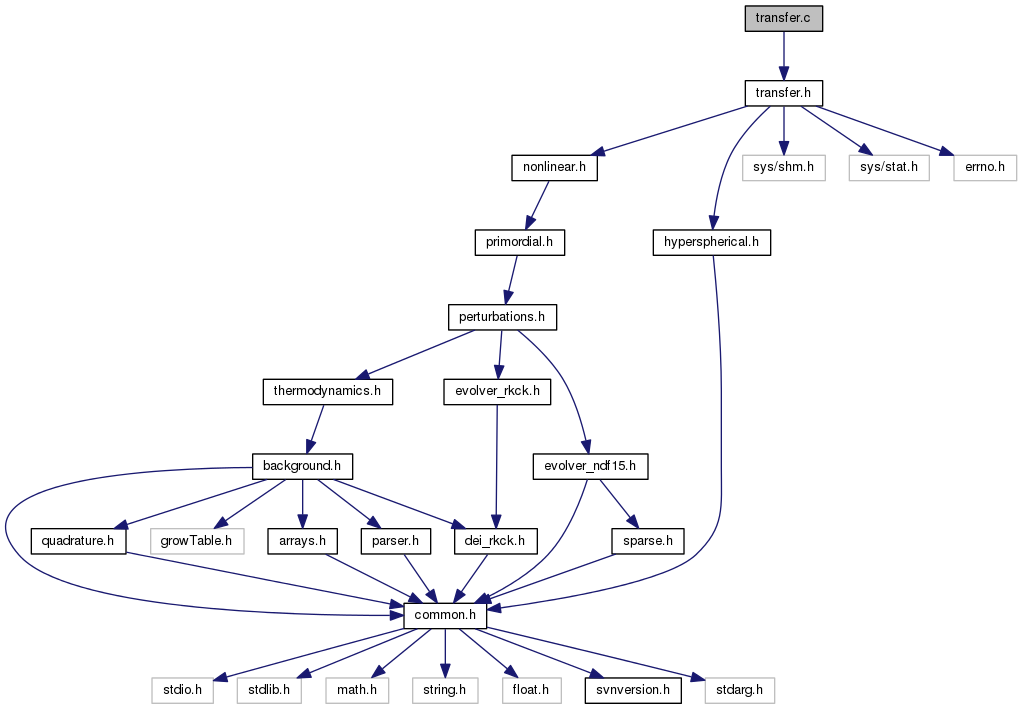 transfer.c
transfer.h
nonlinear.h
sys/shm.h
sys/stat.h
errno.h
primordial.h
hyperspherical.h
perturbations.h
thermodynamics.h
evolver_rkck.h
background.h
evolver_ndf15.h
quadrature.h
growTable.h
arrays.h
parser.h
dei_rkck.h
sparse.h
common.h
stdio.h
stdlib.h
math.h
string.h
float.h
svnversion.h
stdarg.h